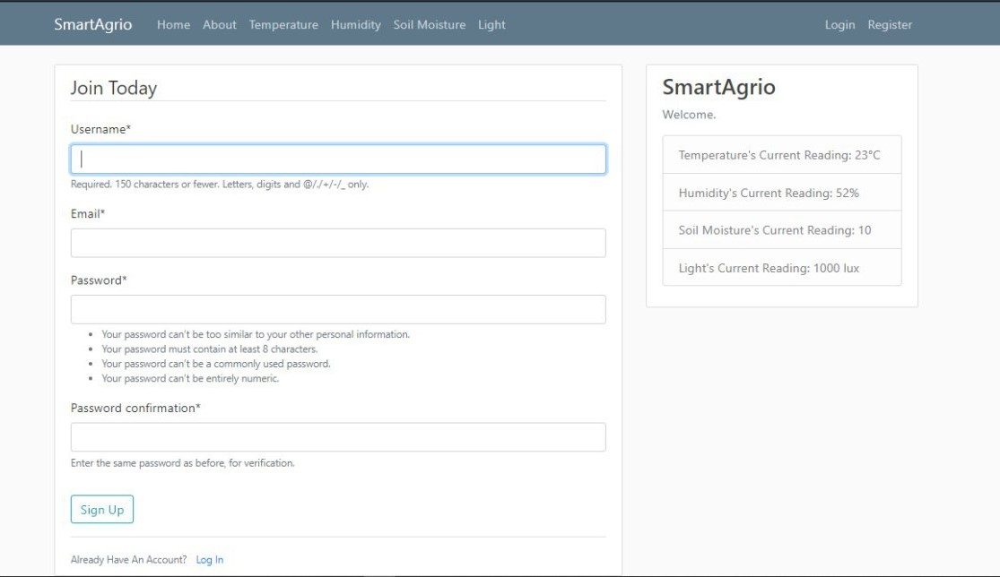 SmartAgrio Home About Temperature Humidity Soil Moisture Light Login Register
Join Today
Username*
Required. 150 characters or fewer. Letters, digits and @/./+/-/_ only.
Email*
Password*
Your password can't be too similar to your other personal information.
Your password must contain at least 8 characters.
Your password can't be a commonly used password.
Your password can't be entirely numeric.
Password confirmation*
Enter the same password as before, for verification.
Sign Up
Already Have An Account? Log In
SmartAgrio
Welcome.
Temperature's Current Reading: 23°C
Humidity's Current Reading: 52%
Soil Moisture's Current Reading: 10
Light's Current Reading: 1000 lux